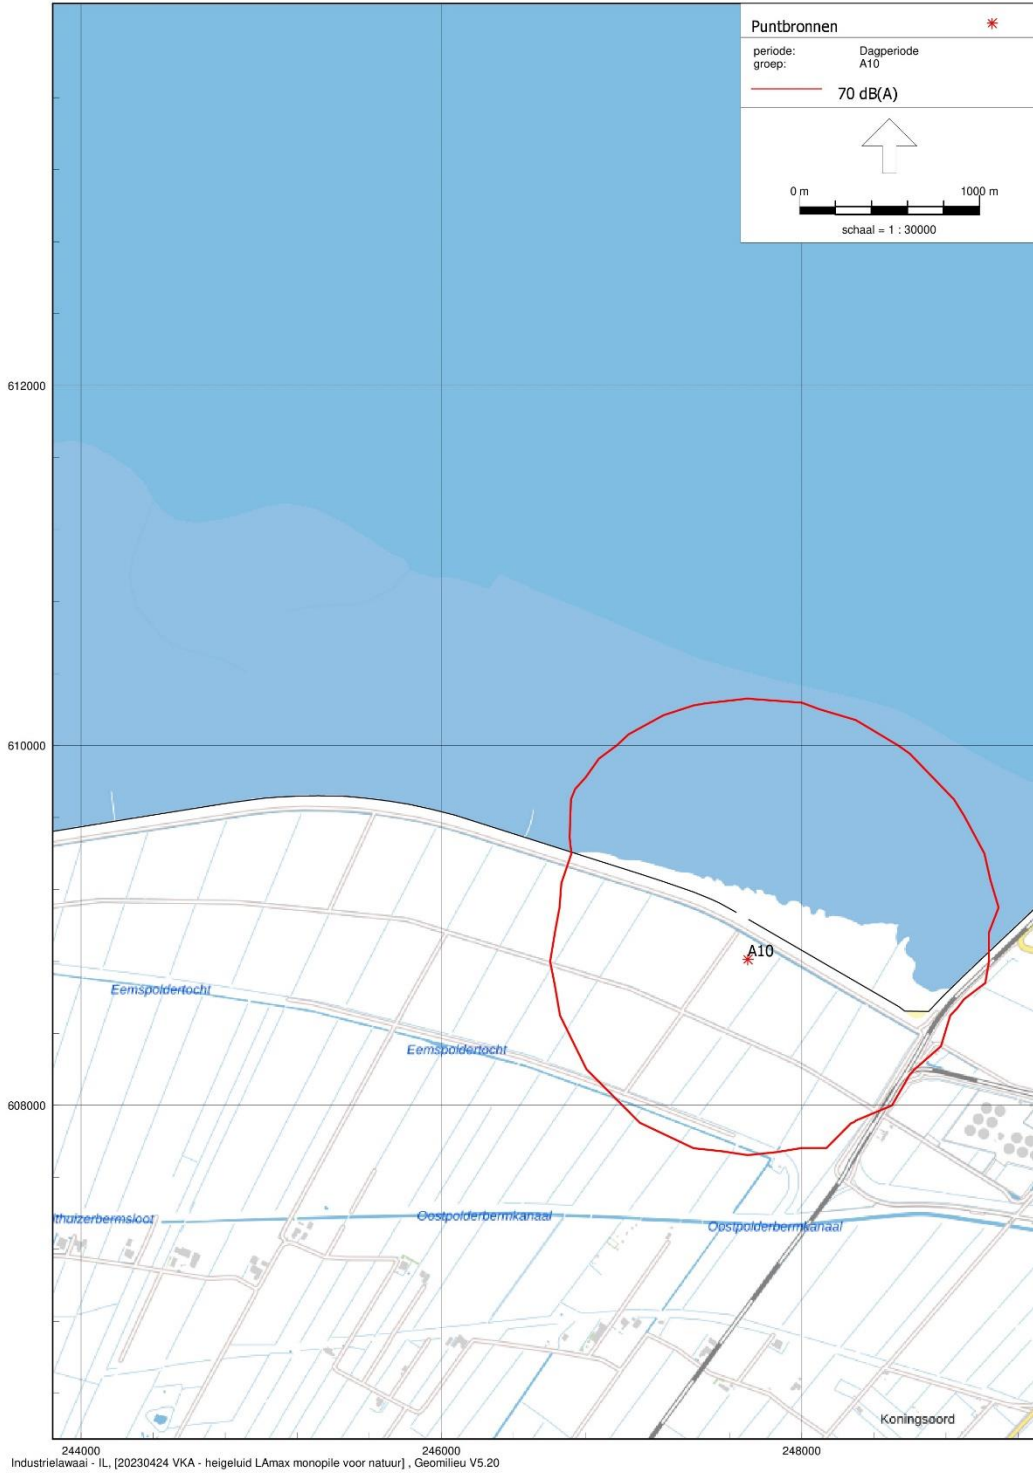 Puntbronnen
periode: Dagperiode
groep: A10
70 dB(A)
0 m 1000 m
schaal = 1 : 30000
612000
610000
A10
Eemspoldertocht
Eemspoldertocht
608000
lthuizerbermsloot
Oostpolderbermkanaal
Oostpolderbermkanaal
Koningsoord
244000 246000 248000
Industrielawaai - IL, [20230424 VKA - heigeluid LAmax monopile voor natuur] , Geomilieu V5.20